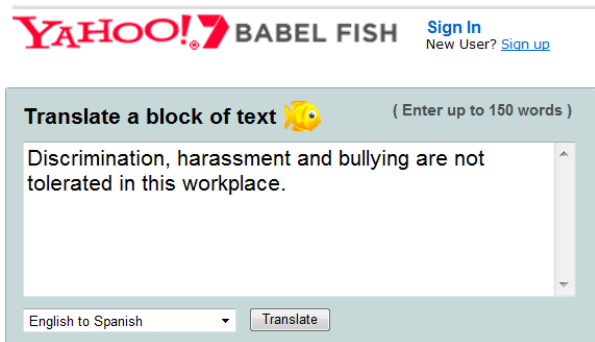 YAHOO!7 BABEL FISH
Sign In
New User? Sign up
Translate a block of text
( Enter up to 150 words )
Discrimination, harassment and bullying are not
tolerated in this workplace.
English to Spanish
Translate